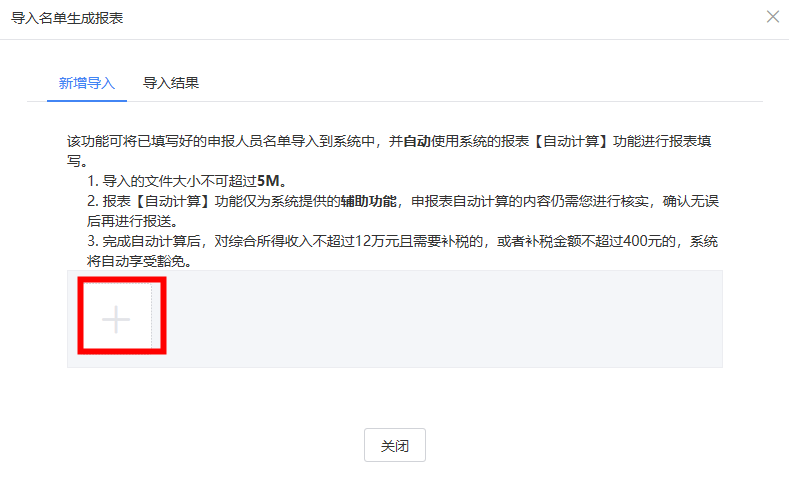 导入名单生成报表
新增导入 导入结果
该功能可将已填写好的申报人员名单导入到系统中，并自动使用系统的报表【自动计算】功能进行报表填
写。
1. 导入的文件大小不可超过5M。
2. 报表【自动计算】功能仅为系统提供的辅助功能，申报表自动计算的内容仍需您进行核实，确认无误
后再进行报送。
3. 完成自动计算后，对综合所得收入不超过12万元且需要补税的，或者补税金额不超过400元的，系统
将自动享受豁免。
关闭